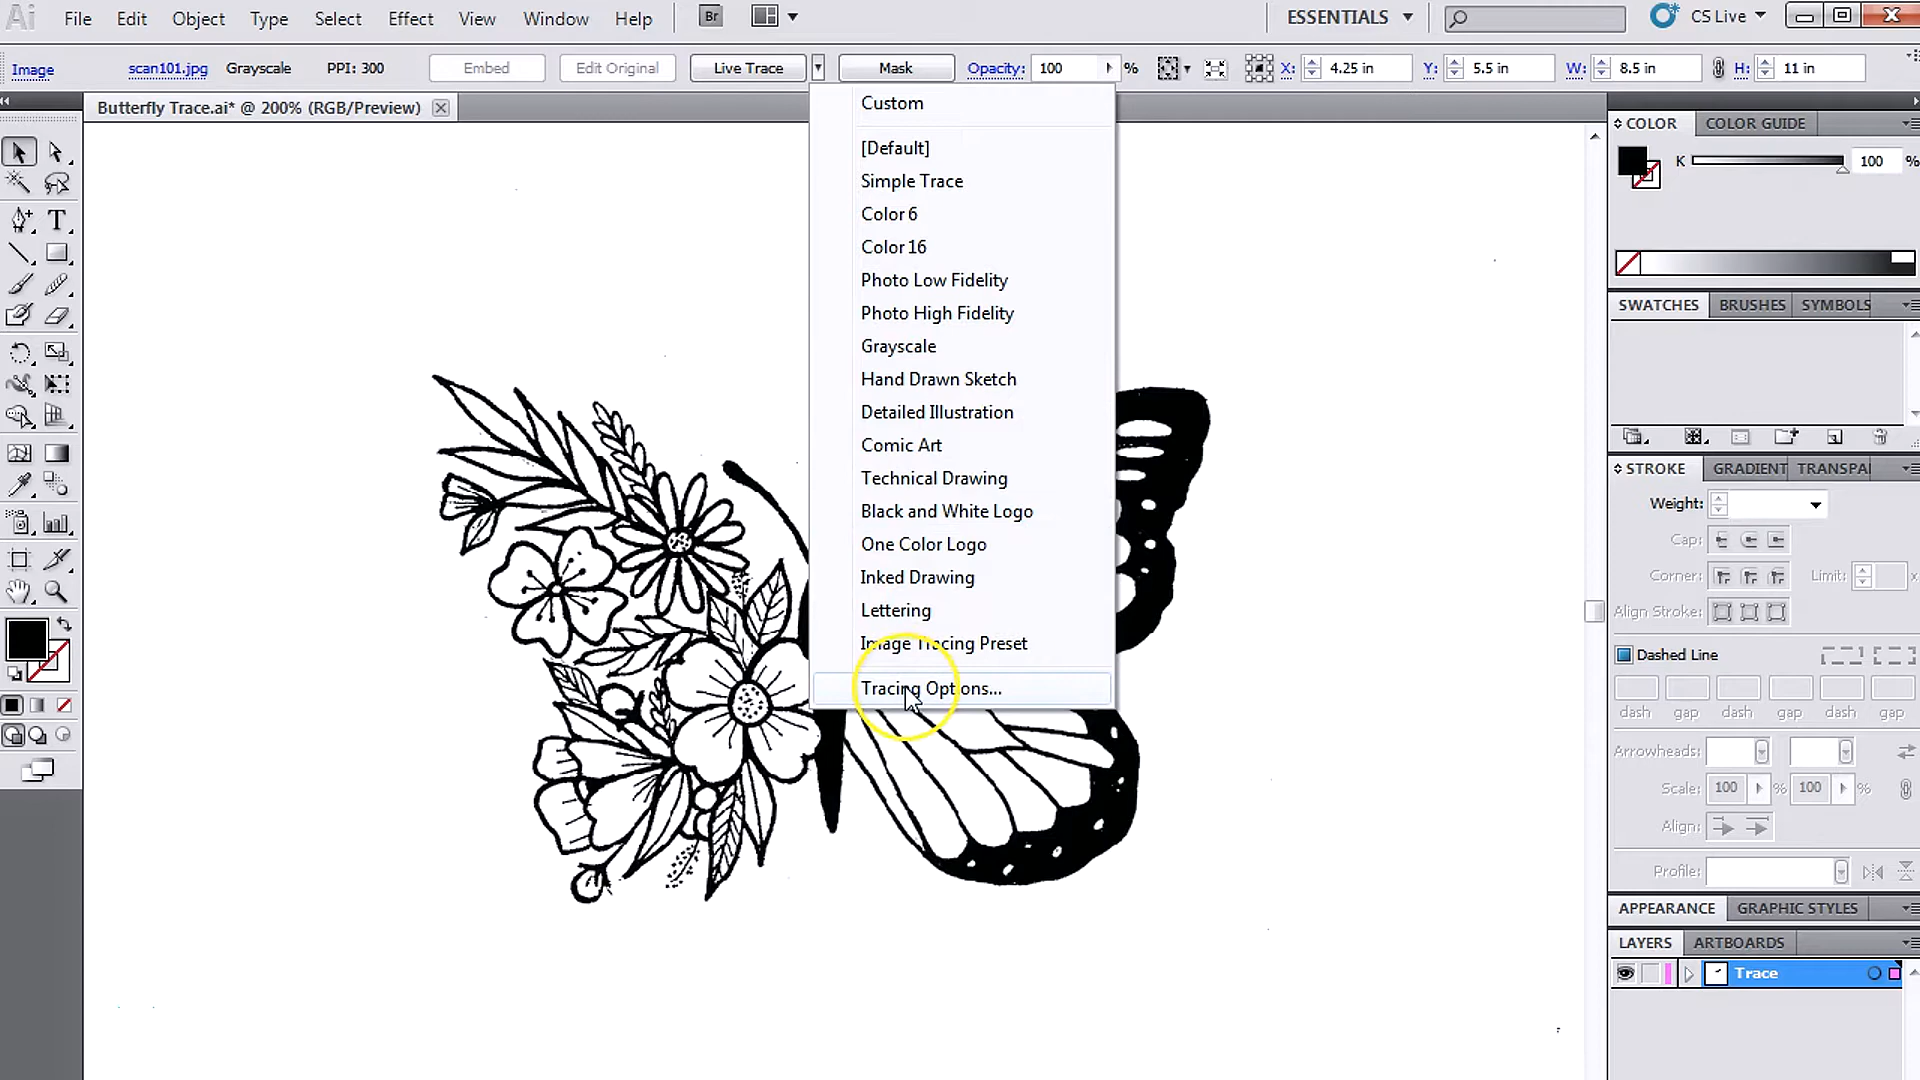 Ai File Edit Object Type Select Effect View Window Help Br ESSENTIALS CS Live
Image scan101.jpg Grayscale PPI: 300 Embed Edit Original Live Trace Mask Opacity: 100 % X: 4.25 in Y: 5.5 in W: 8.5 in H: 11 in
Butterfly Trace.ai* @ 200% (RGB/Preview)
Custom
[Default]
Simple Trace
Color 6
Color 16
Photo Low Fidelity
Photo High Fidelity
Grayscale
Hand Drawn Sketch
Detailed Illustration
Comic Art
Technical Drawing
Black and White Logo
One Color Logo
Inked Drawing
Lettering
Image Tracing Preset
Tracing Options...
COLOR COLOR GUIDE
K 100 %
SWATCHES BRUSHES SYMBOLS
STROKE GRADIENT TRANSPA
Weight:
Cap:
Corner: Limit: x
Align Stroke:
Dashed Line
dash gap dash gap dash gap
Arrowheads:
Scale: 100 % 100 %
Align:
Profile:
APPEARANCE GRAPHIC STYLES
LAYERS ARTBOARDS
Trace